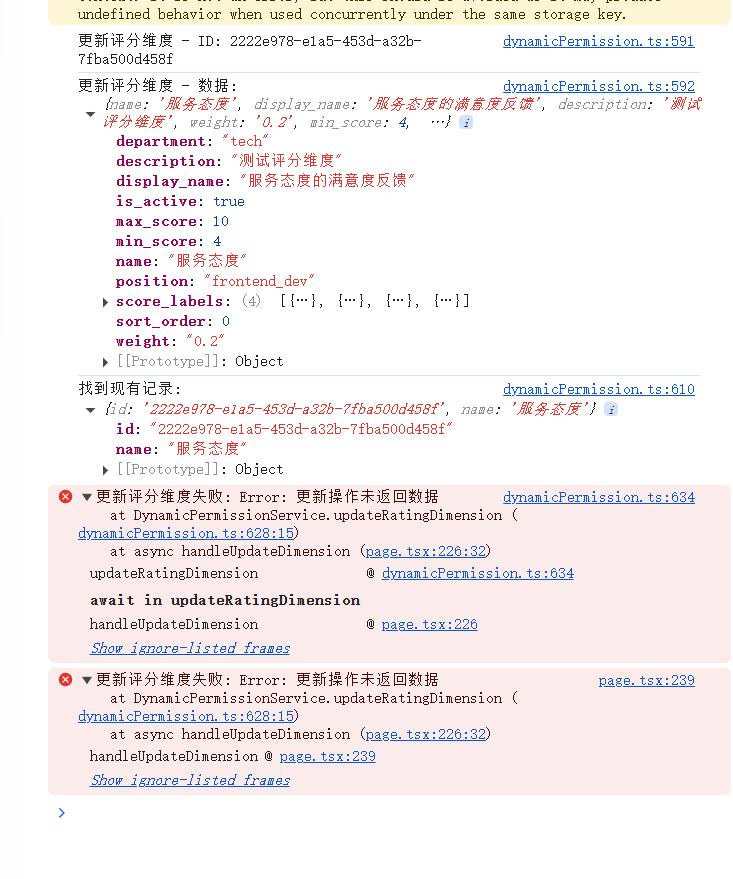 undefined behavior when used concurrently under the same storage key.
更新评分维度 - ID: 2222e978-e1a5-453d-a32b-7fba500d458f dynamicPermission.ts:591
更新评分维度 - 数据: dynamicPermission.ts:592
{name: '服务态度', display_name: '服务态度的满意度反馈', description: '测试
评分维度', weight: '0.2', min_score: 4, …} i
department: "tech"
description: "测试评分维度"
display_name: "服务态度的满意度反馈"
is_active: true
max_score: 10
min_score: 4
name: "服务态度"
position: "frontend_dev"
score_labels: (4) [{…}, {…}, {…}, {…}]
sort_order: 0
weight: "0.2"
[[Prototype]]: Object
找到现有记录: dynamicPermission.ts:610
{id: '2222e978-e1a5-453d-a32b-7fba500d458f', name: '服务态度'} i
id: "2222e978-e1a5-453d-a32b-7fba500d458f"
name: "服务态度"
[[Prototype]]: Object
更新评分维度失败: Error: 更新操作未返回数据 dynamicPermission.ts:634
at DynamicPermissionService.updateRatingDimension (
dynamicPermission.ts:628:15)
at async handleUpdateDimension (page.tsx:226:32)
updateRatingDimension @ dynamicPermission.ts:634
await in updateRatingDimension
handleUpdateDimension @ page.tsx:226
Show ignore-listed frames
更新评分维度失败: Error: 更新操作未返回数据 page.tsx:239
at DynamicPermissionService.updateRatingDimension (
dynamicPermission.ts:628:15)
at async handleUpdateDimension (page.tsx:226:32)
handleUpdateDimension @ page.tsx:239
Show ignore-listed frames